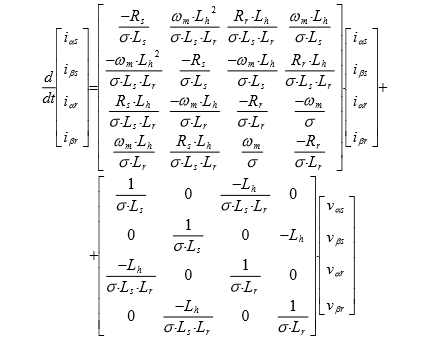 d/dt [i_αs i_βs i_αr i_βr] = [
-R_s/(σ·L_s)  ω_m·L_h²/(σ·L_s·L_r)  R_r·L_h/(σ·L_s·L_r)  ω_m·L_h/(σ·L_s)
-ω_m·L_h²/(σ·L_s·L_r)  -R_s/(σ·L_s)  -ω_m·L_h/(σ·L_s)  R_r·L_h/(σ·L_s·L_r)
R_s·L_h/(σ·L_s·L_r)  -ω_m·L_h/(σ·L_r)  -R_r/(σ·L_r)  -ω_m/σ
ω_m·L_h/(σ·L_r)  R_s·L_h/(σ·L_s·L_r)  ω_m/σ  -R_r/(σ·L_r)
]·[i_αs i_βs i_αr i_βr] +
+ [
1/(σ·L_s)  0  -L_h/(σ·L_s·L_r)  0
0  1/(σ·L_s)  0  -L_h
-L_h/(σ·L_s·L_r)  0  1/(σ·L_r)  0
0  -L_h/(σ·L_s·L_r)  0  1/(σ·L_r)
]·[v_αs v_βs v_αr v_βr]